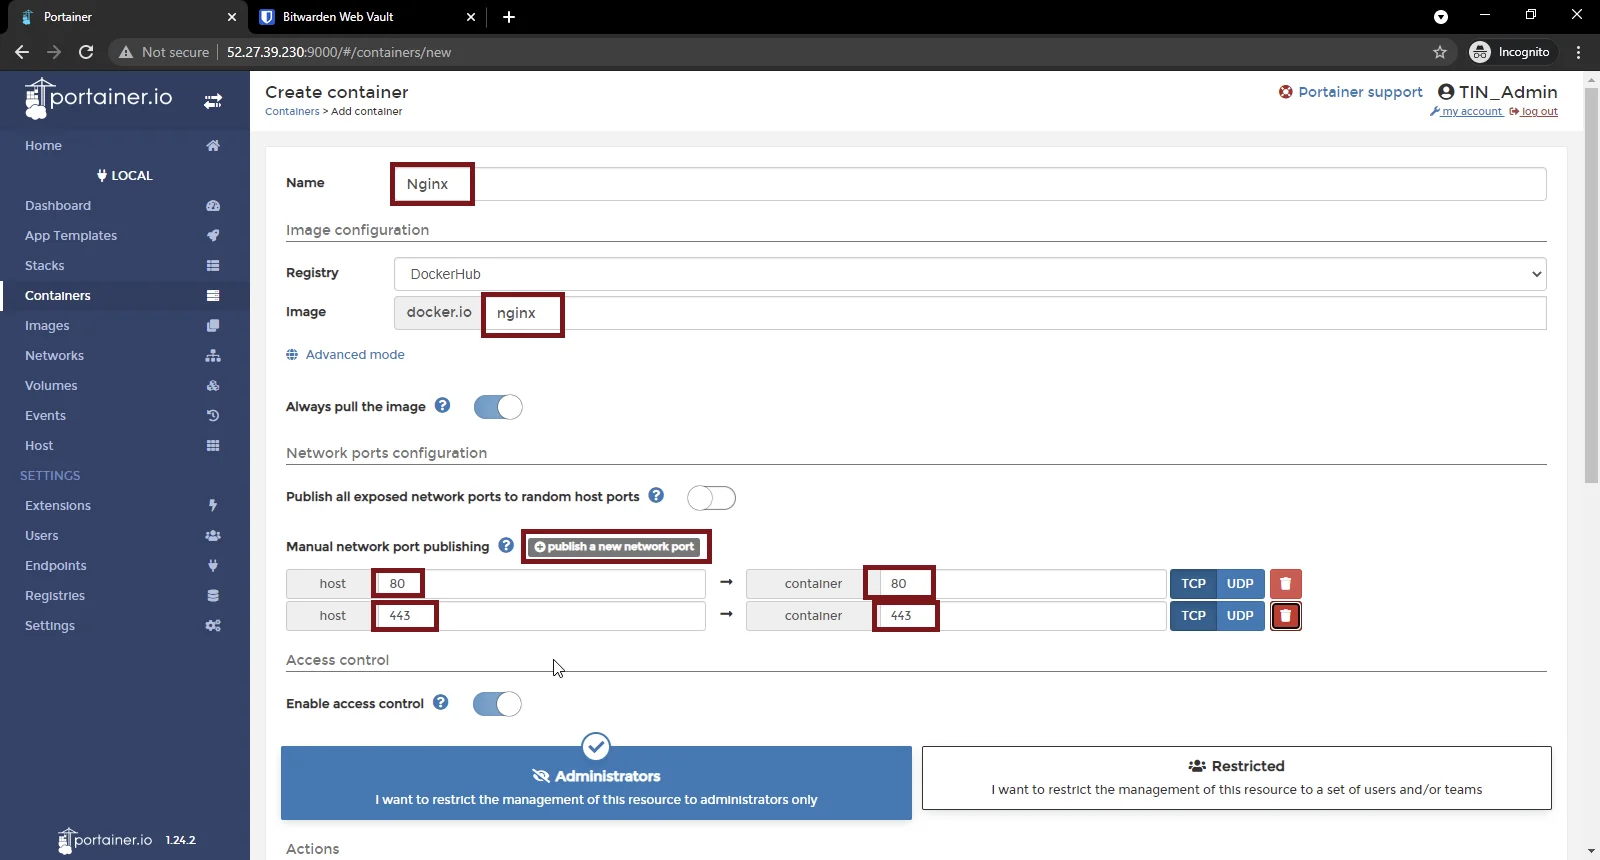 Portainer
Bitwarden Web Vault
Not secure 52.27.39.230:9000/#/containers/new
Incognito
portainer.io
Home
LOCAL
Dashboard
App Templates
Stacks
Containers
Images
Networks
Volumes
Events
Host
SETTINGS
Extensions
Users
Endpoints
Registries
Settings
portainer.io 1.24.2
Create container
Containers > Add container
Portainer support
TIN_Admin
my account log out
Name Nginx
Image configuration
Registry DockerHub
Image docker.io nginx
Advanced mode
Always pull the image
Network ports configuration
Publish all exposed network ports to random host ports
Manual network port publishing publish a new network port
host 80 → container 80 TCP UDP
host 443 → container 443 TCP UDP
Access control
Enable access control
Administrators
I want to restrict the management of this resource to administrators only
Restricted
I want to restrict the management of this resource to a set of users and/or teams
Actions